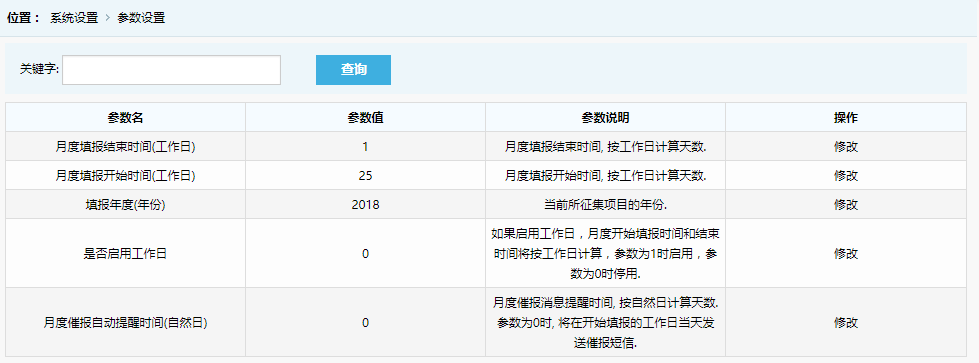 位置： 系统设置 > 参数设置
关键字: 查询
参数名 参数值 参数说明 操作
月度填报结束时间(工作日) 1 月度填报结束时间, 按工作日计算天数. 修改
月度填报开始时间(工作日) 25 月度填报开始时间, 按工作日计算天数. 修改
填报年度(年份) 2018 当前所征集项目的年份. 修改
是否启用工作日 0 如果启用工作日，月度开始填报时间和结束
时间将按工作日计算，参数为1时启用，参
数为0时停用. 修改
月度催报自动提醒时间(自然日) 0 月度催报消息提醒时间, 按自然日计算天数.
参数为0时, 将在开始填报的工作日当天发
送催报短信. 修改